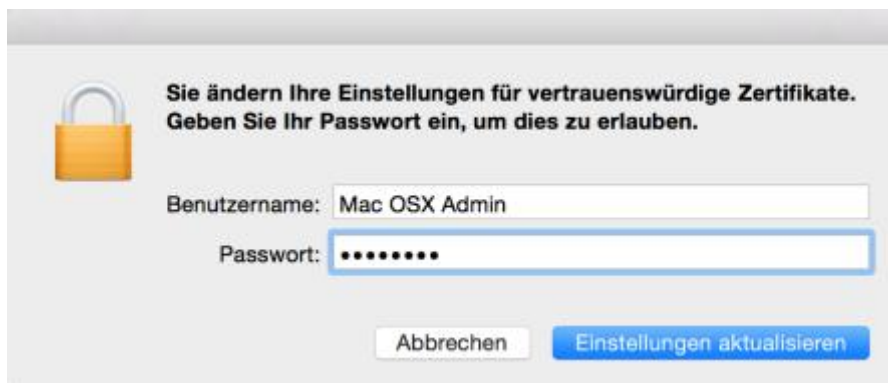 Sie ändern Ihre Einstellungen für vertrauenswürdige Zertifikate.
Geben Sie Ihr Passwort ein, um dies zu erlauben.
Benutzername: Mac OSX Admin
Passwort: ••••••••
Abbrechen Einstellungen aktualisieren